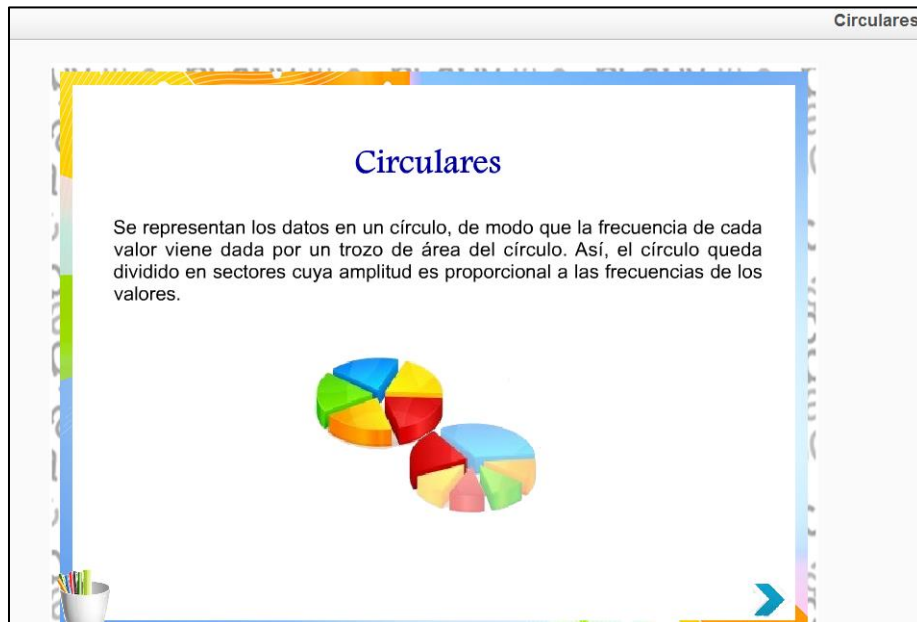 Circulares
Circulares
Se representan los datos en un círculo, de modo que la frecuencia de cada
valor viene dada por un trozo de área del círculo. Así, el círculo queda
dividido en sectores cuya amplitud es proporcional a las frecuencias de los
valores.